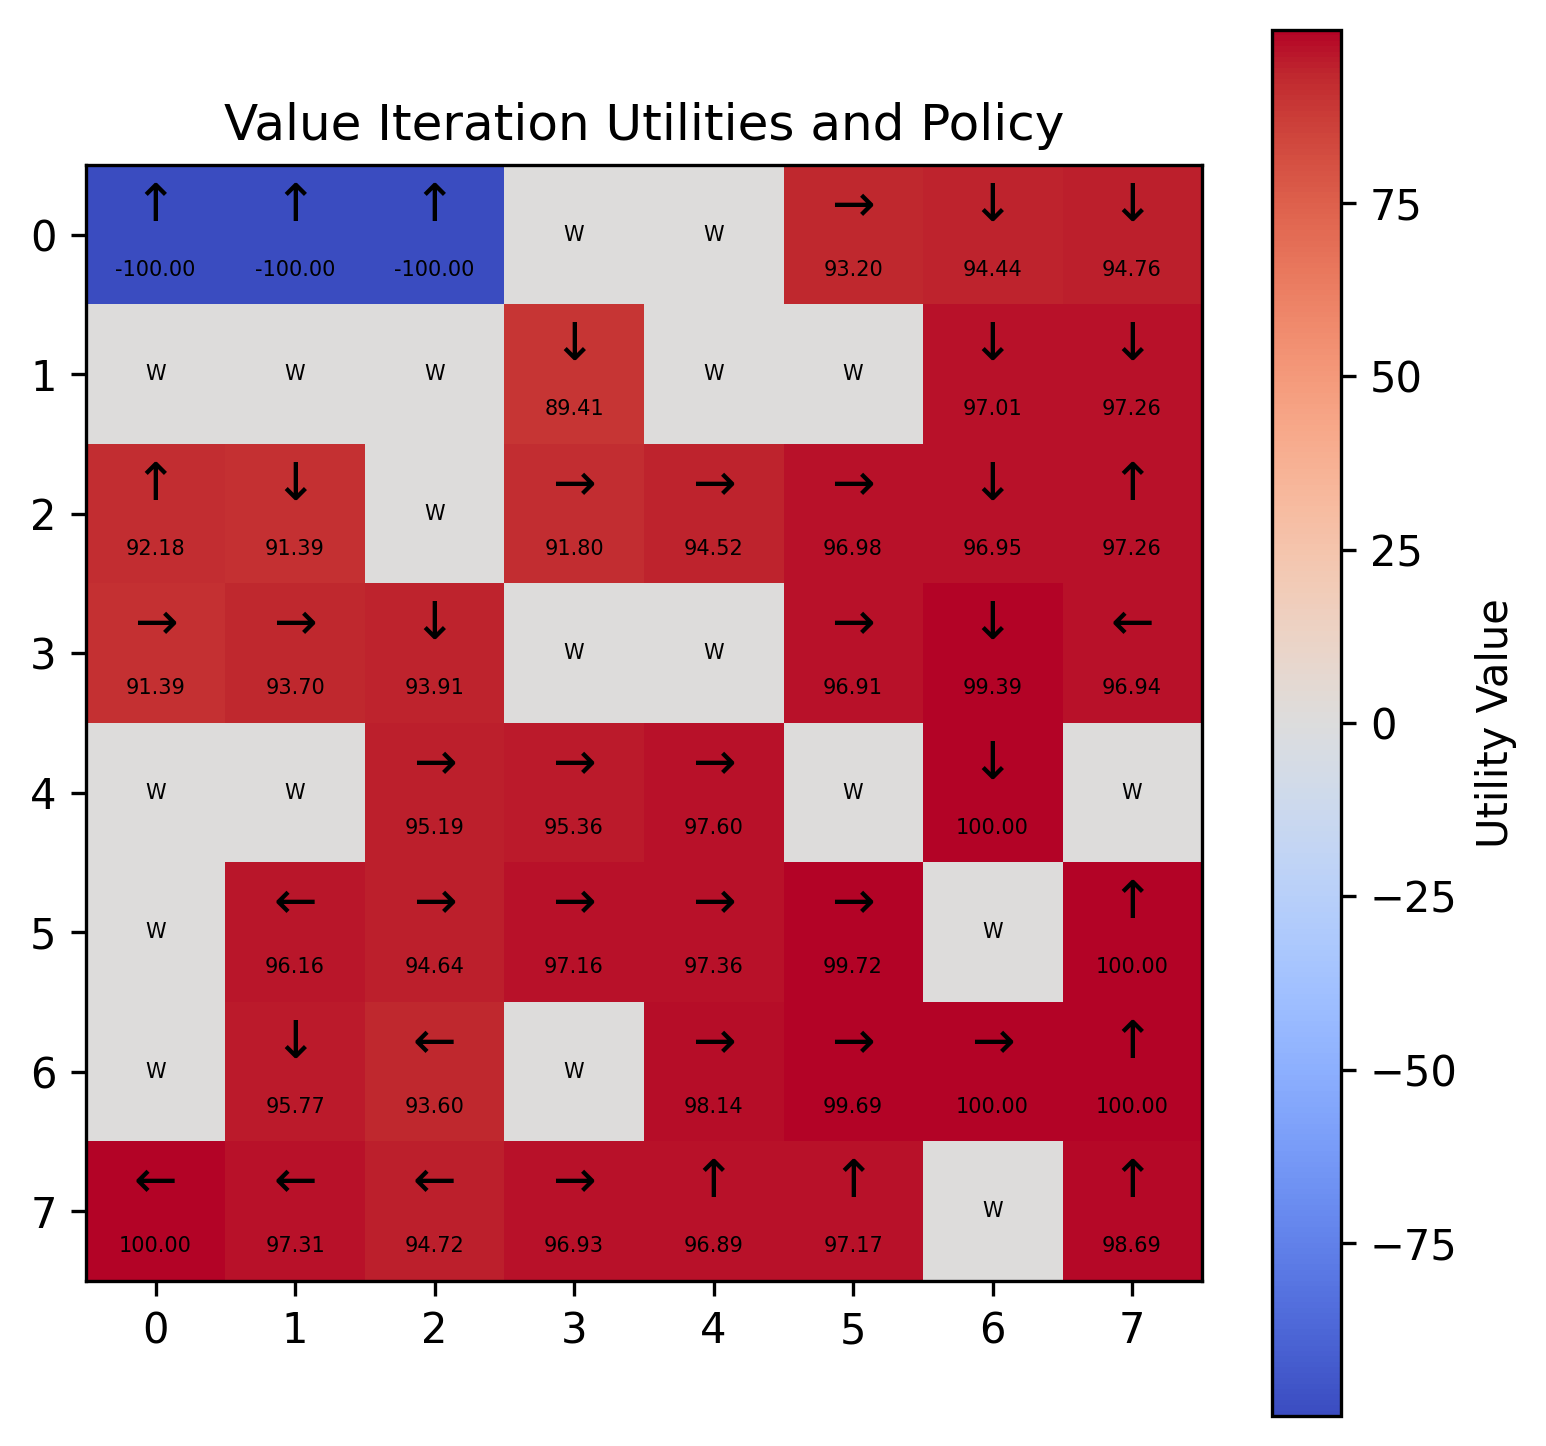 Value Iteration Utilities and Policy
↑ ↑ ↑ → ↓ ↓
0 W W
-100.00 -100.00 -100.00 93.20 94.44 94.76
↓ ↓ ↓
1 W W W W W
89.41 97.01 97.26
↑ ↓ → → → ↓ ↑
2 W
92.18 91.39 91.80 94.52 96.98 96.95 97.26
→ → ↓ → ↓ ←
3 W W
91.39 93.70 93.91 96.91 99.39 96.94
→ → → ↓
4 W W W W
95.19 95.36 97.60 100.00
← → → → → ↑
5 W W
96.16 94.64 97.16 97.36 99.72 100.00
↓ ← → → → ↑
6 W W
95.77 93.60 98.14 99.69 100.00 100.00
← ← ← → ↑ ↑ ↑
7 W
100.00 97.31 94.72 96.93 96.89 97.17 98.69
0 1 2 3 4 5 6 7
75
50
25
0
−25
−50
−75
Utility Value